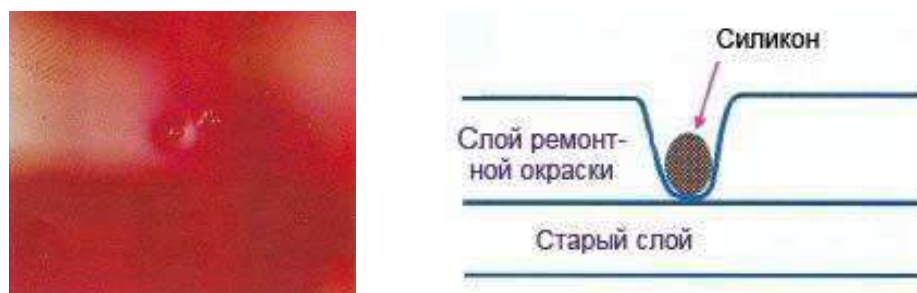 Силикон
Слой ремонт-
ной окраски
Старый слой